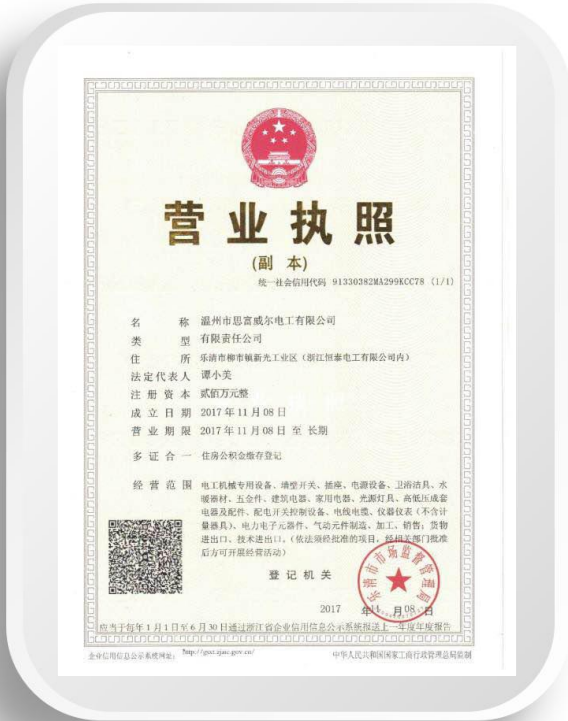 营业执照
(副 本)
统一社会信用代码 91330382MA299KCC78 (1/1)
名 称 温州市思富威尔电工有限公司
类 型 有限责任公司
住 所 乐清市柳市镇新光工业区（浙江恒泰电工有限公司内）
法定代表人 谭小美
注册资本 贰佰万元整
成立日期 2017年11月08日
营业期限 2017年11月08日 至 长期
多证合一 住房公积金缴存登记
经营范围 电工机械专用设备、墙壁开关、插座、电源设备、卫浴洁具、水
暖器材、五金件、建筑电器、家用电器、光源灯具、高低压成套
电器及配件、配电开关控制设备、电线电缆、仪器仪表（不含计
量器具）、电力电子元器件、气动元件制造、加工、销售；货物
进出口、技术进出口。（依法须经批准的项目，经相关部门批准
后方可开展经营活动）
登记机关
乐清市市场监督管理局
2017 年11 月08 日
应当于每年1月1日至6月30日通过浙江省企业信用信息公示系统报送上一年度年度报告
企业信用信息公示系统网址： http://gsxt.zjaic.gov.cn/
中华人民共和国国家工商行政管理总局监制